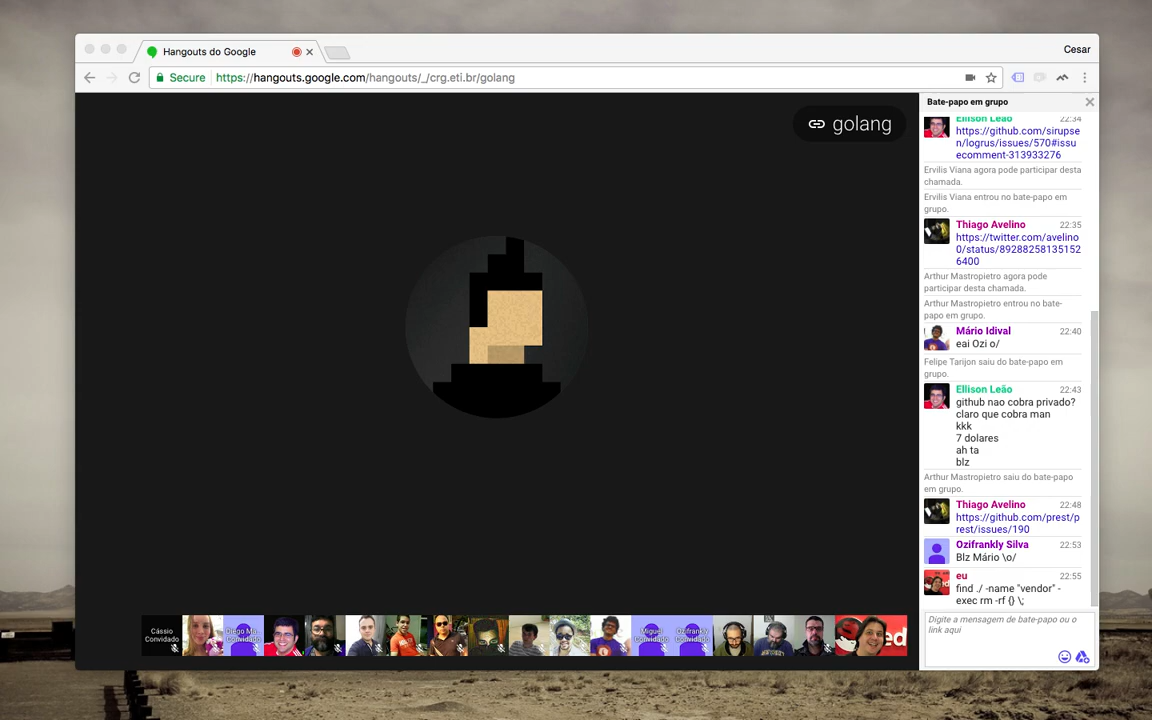 Hangouts do Google
Cesar
Secure
https://hangouts.google.com/hangouts/_/crg.eti.br/golang
golang
Bate-papo em grupo
Ellison Leão 22:34
https://github.com/sirupse
n/logrus/issues/570#issu
ecomment-313933276
Ervilis Viana agora pode participar desta
chamada.
Ervilis Viana entrou no bate-papo em
grupo.
Thiago Avelino 22:35
https://twitter.com/avelino
0/status/89288258135152
6400
Arthur Mastropietro agora pode
participar desta chamada.
Arthur Mastropietro entrou no bate-
papo em grupo.
Mário Idival 22:40
eai Ozi o/
Felipe Tarijon saiu do bate-papo em
grupo.
Ellison Leão 22:43
github nao cobra privado?
claro que cobra man
kkk
7 dolares
ah ta
blz
Arthur Mastropietro saiu do bate-papo
em grupo.
Thiago Avelino 22:48
https://github.com/prest/p
rest/issues/190
Ozifrankly Silva 22:53
Blz Mário \o/
eu 22:55
find ./ -name "vendor" -
exec rm -rf {} \;
Digite a mensagem de bate-papo ou o
link aqui
Cássio
Convidado
Diego Ma
Convidado
Miguel
Convidado
Ozifrankly
Convidado
ed